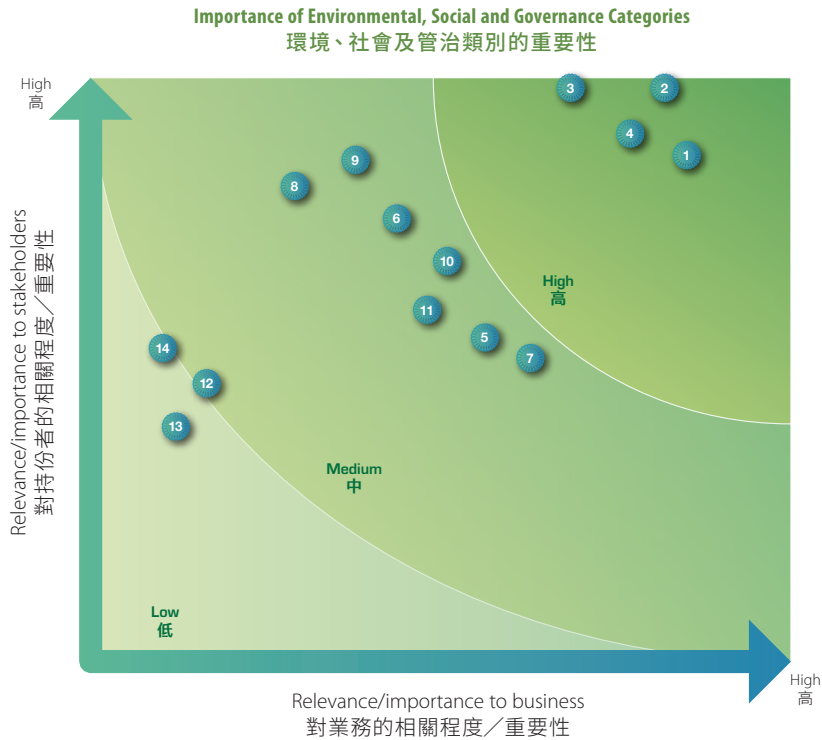 Importance of Environmental, Social and Governance Categories
環境、社會及管治類別的重要性
High
高
Relevance/importance to stakeholders
對持份者的相關程度／重要性
3
2
4
1
9
8
6
10
High
高
11
5
7
14
12
13
Medium
中
Low
低
High
高
Relevance/importance to business
對業務的相關程度／重要性